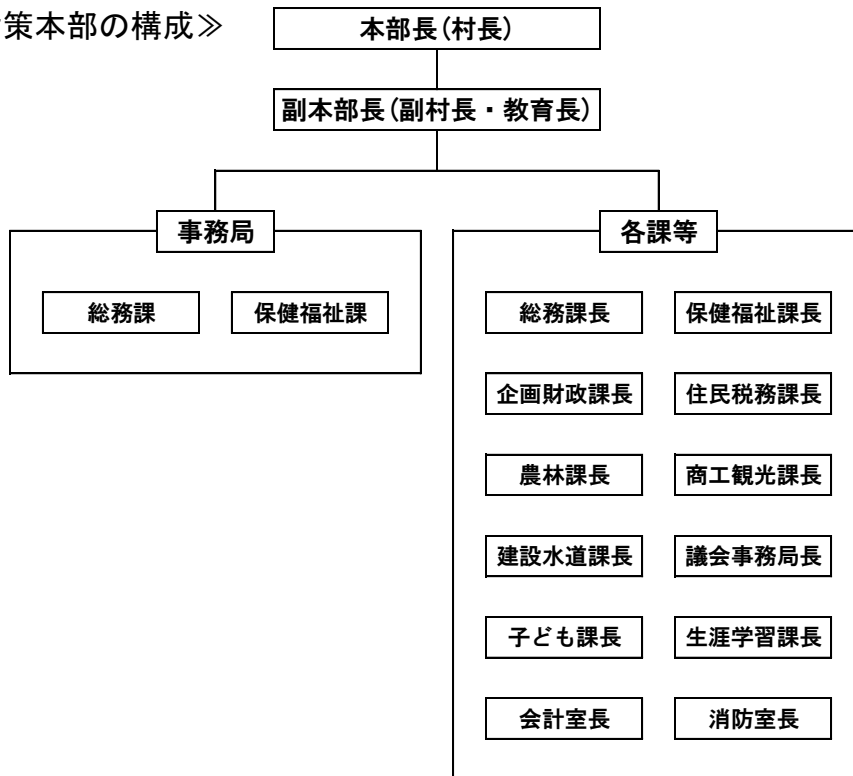 策本部の構成≫
本部長(村長)
副本部長(副村長・教育長)
事務局
各課等
総務課 保健福祉課
総務課長 保健福祉課長
企画財政課長 住民税務課長
農林課長 商工観光課長
建設水道課長 議会事務局長
子ども課長 生涯学習課長
会計室長 消防室長